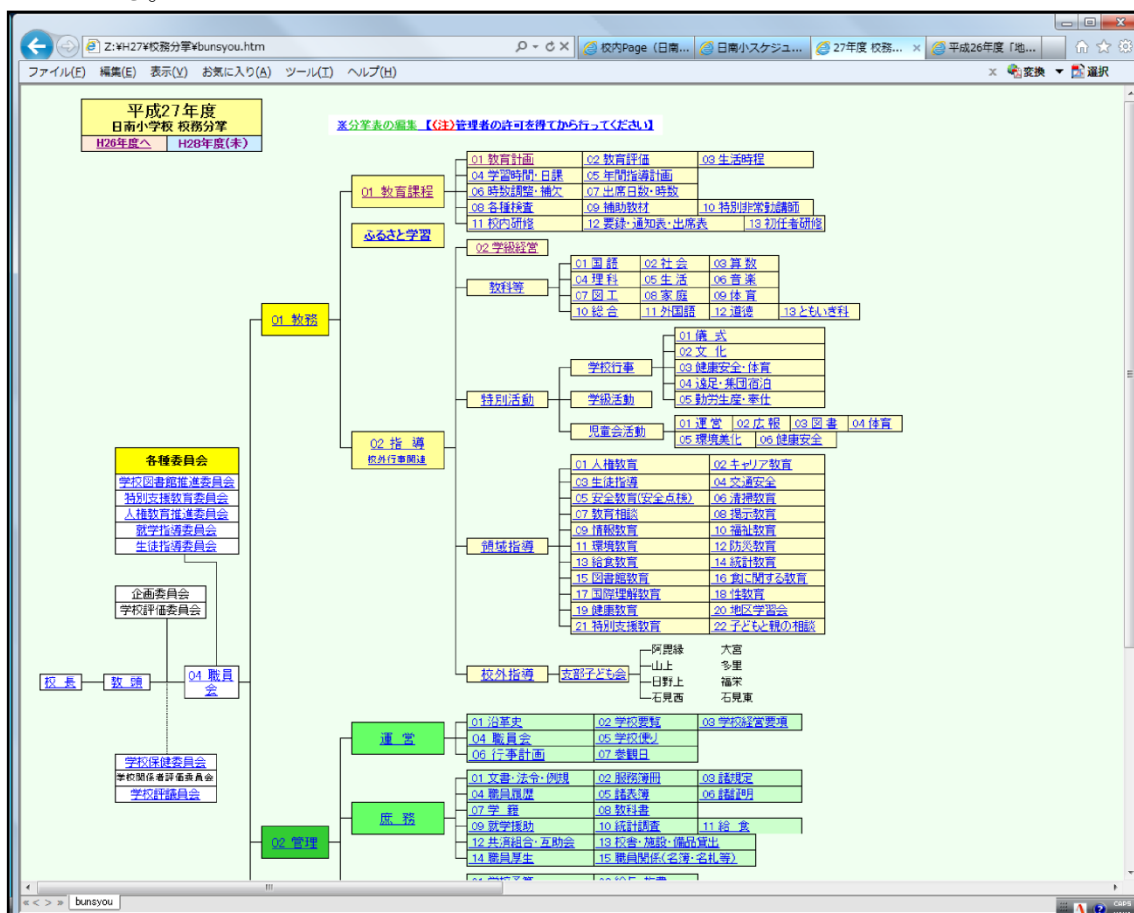 Z:¥H27¥校務分掌¥bunsyou.htm
校内Page（日南...
日南小スケジュ...
27年度 校務...
平成26年度「地...
ファイル(F) 編集(E) 表示(V) お気に入り(A) ツール(T) ヘルプ(H)
変換 選択
平成27年度
日南小学校 校務分掌
H26年度へ H28年度(未)
※分掌表の編集 【(注)管理者の許可を得てから行ってください】
01 教育計画 02 教育評価 03 生活時程
04 学習時間・日課 05 年間指導計画
01 教育課程
06 時数調整・補欠 07 出席日数・時数
08 各種検査 09 補助教材 10 特別非常勤講師
11 校内研修 12 要録・通知表・出席表 13 初任者研修
ふるさと学習
02 学級経営
01 国語 02 社会 03 算数
教科等
04 理科 05 生活 06 音楽
07 図工 08 家庭 09 体育
10 総合 11 外国語 12 道徳 13 ともいき科
01 教務
01 儀 式
02 文 化
学校行事
03 健康安全・体育
04 遠足・集団宿泊
特別活動
学級活動
05 勤労生産・奉仕
児童会活動
01 運営 02 広報 03 図書 04 体育
05 環境美化 06 健康安全
02 指 導
校外行事関連
01 人権教育 02 キャリア教育
03 生徒指導 04 交通安全
05 安全教育(安全点検) 06 清掃教育
07 教育相談 08 掲示教育
09 情報教育 10 福祉教育
領域指導
11 環境教育 12 防災教育
13 給食教育 14 統計教育
15 図書館教育 16 食に関する教育
17 国際理解教育 18 性教育
19 健康教育 20 地区学習会
21 特別支援教育 22 子どもと親の相談
各種委員会
学校図書館推進委員会
特別支援教育委員会
人権教育推進委員会
就学指導委員会
生徒指導委員会
企画委員会
学校評価委員会
校外指導 支部子ども会
阿毘縁 大宮
山上 多里
日野上 福栄
石見西 石見東
校 長 教 頭 04 職員会
学校保健委員会
学校関係者評価委員会
学校評議員会
運 営
01 沿革史 02 学校要覧 03 学校経営要項
04 職員会 05 学校便り
06 行事計画 07 参観日
02 管理
庶 務
01 文書・法令・例規 02 服務簿冊 03 諸規定
04 職員履歴 05 諸表簿 06 諸証明
07 学 籍 08 教科書
09 就学援助 10 統計調査 11 給 食
12 共済組合・互助会 13 校舎・施設・備品貸出
14 職員厚生 15 職員関係(名簿・名札等)
bunsyou
CAPS